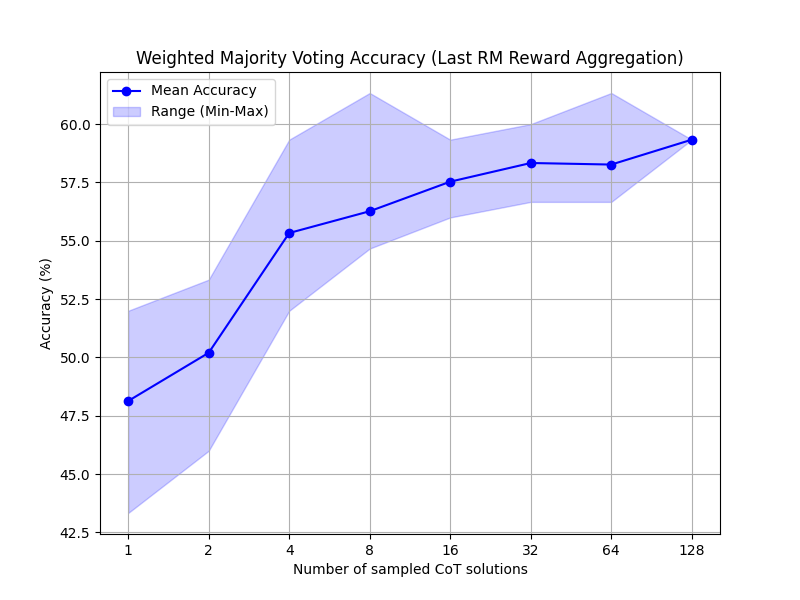 Weighted Majority Voting Accuracy (Last RM Reward Aggregation)
Mean Accuracy
Range (Min-Max)
Accuracy (%)
60.0
57.5
55.0
52.5
50.0
47.5
45.0
42.5
1 2 4 8 16 32 64 128
Number of sampled CoT solutions